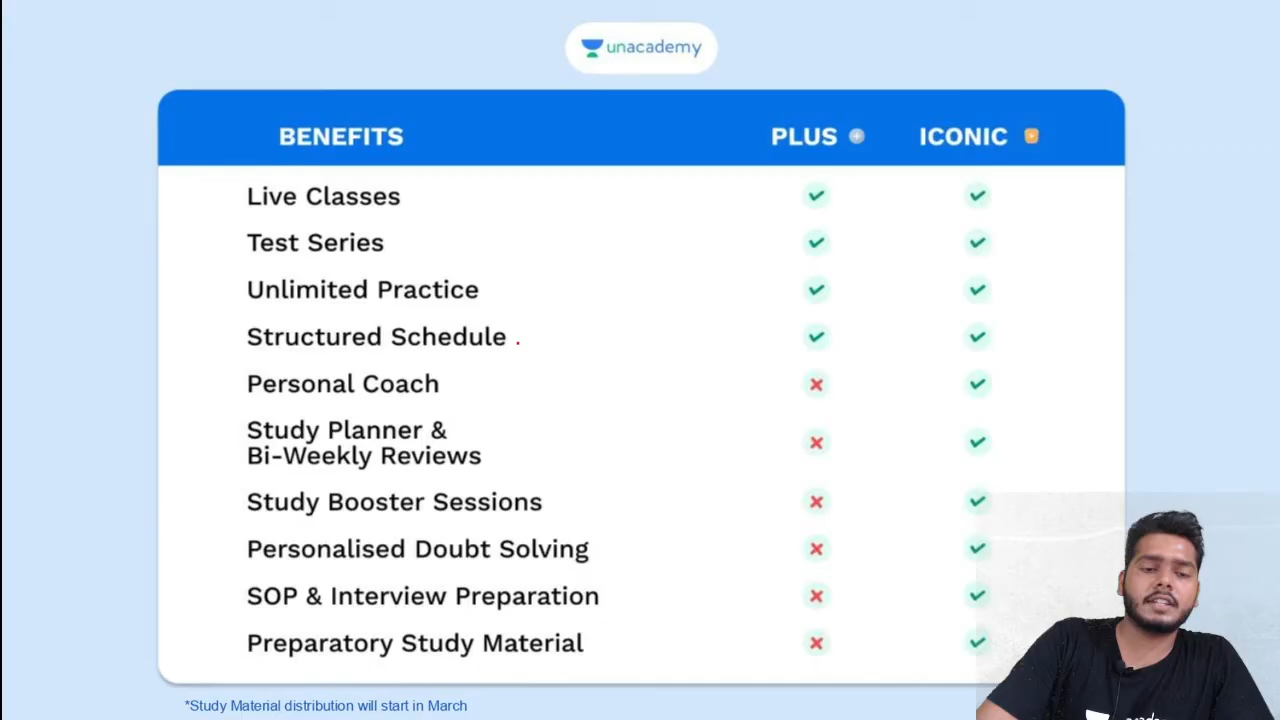 unacademy
BENEFITS PLUS ICONIC
Live Classes
Test Series
Unlimited Practice
Structured Schedule
Personal Coach
Study Planner &
Bi-Weekly Reviews
Study Booster Sessions
Personalised Doubt Solving
SOP & Interview Preparation
Preparatory Study Material
*Study Material distribution will start in March